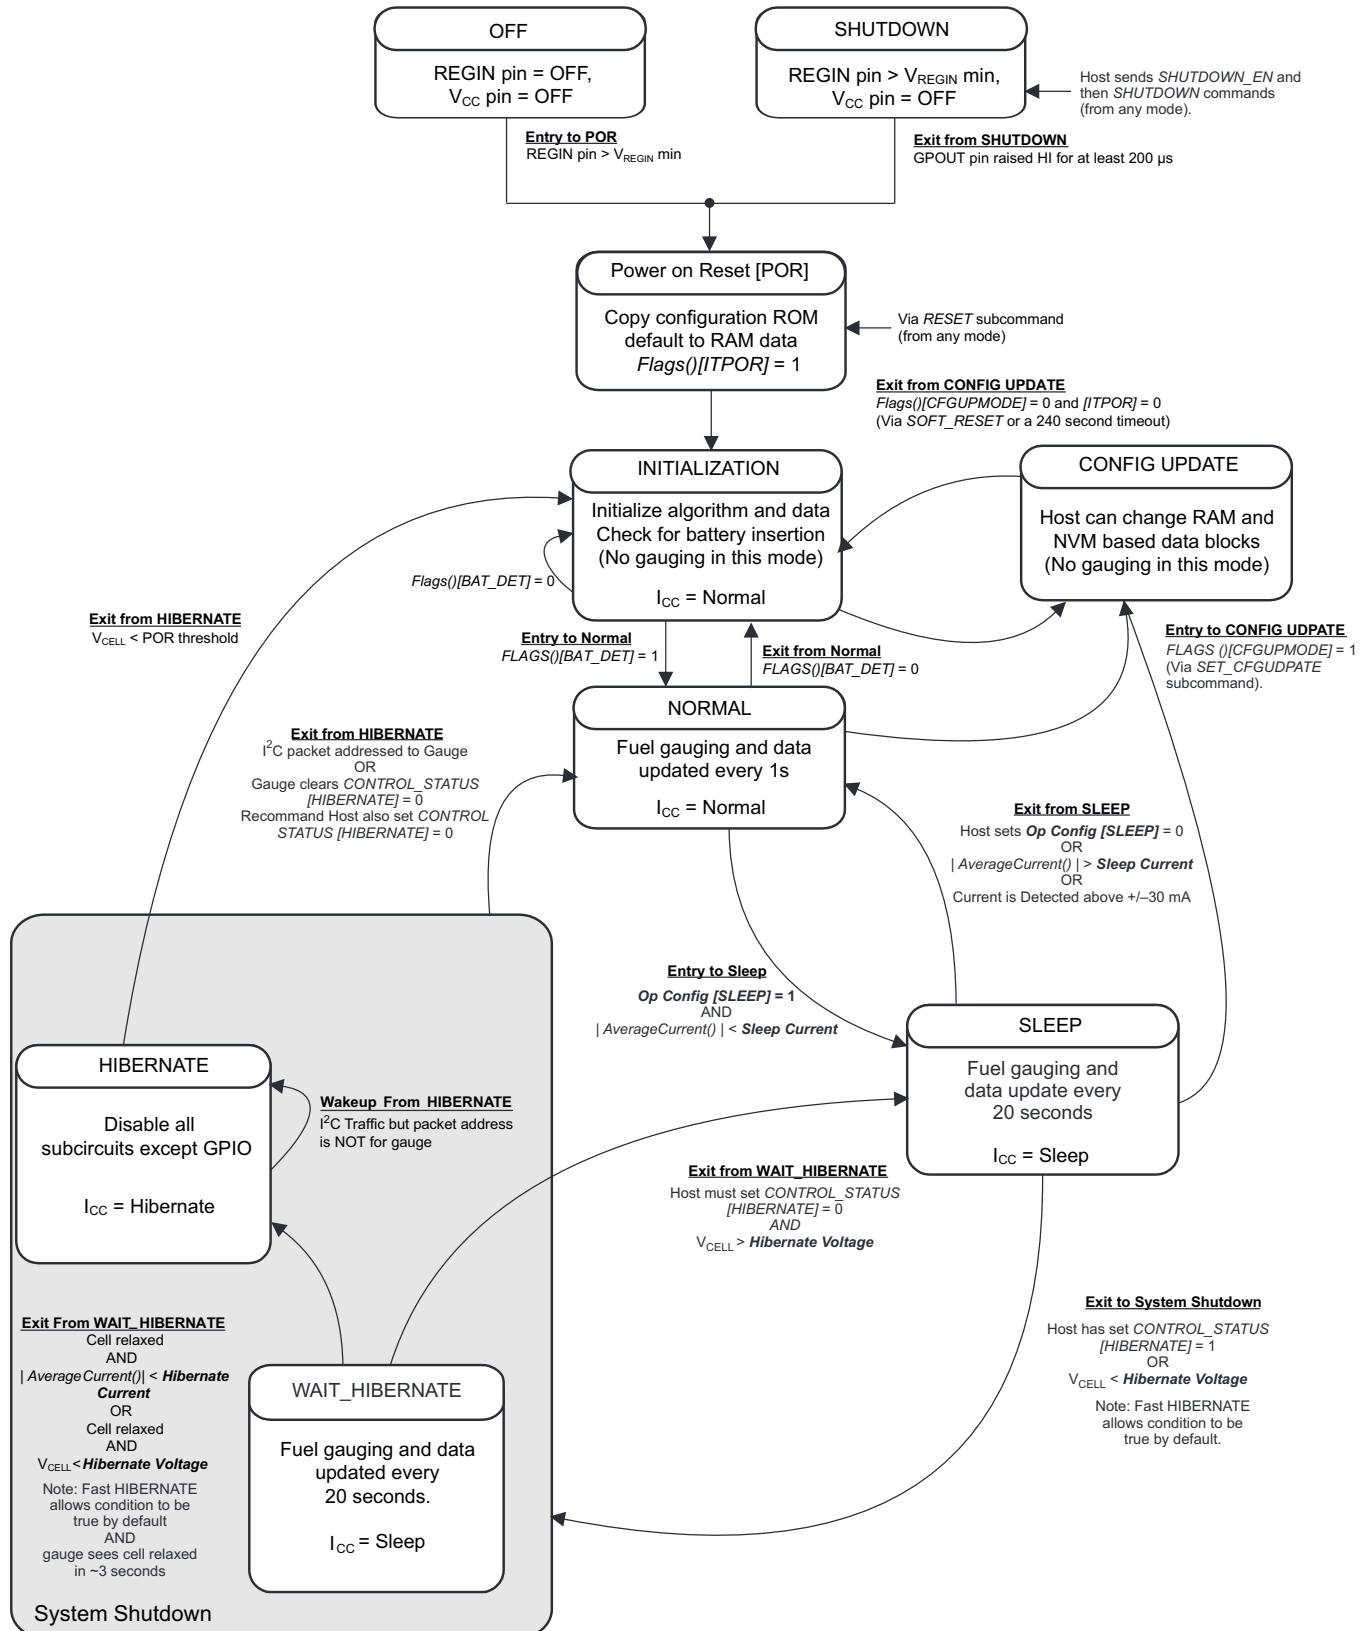 OFF
REGIN pin = OFF,
VCC pin = OFF
SHUTDOWN
REGIN pin > VREGIN min,
VCC pin = OFF
Host sends SHUTDOWN_EN and
then SHUTDOWN commands
(from any mode).
Entry to POR
REGIN pin > VREGIN min
Exit from SHUTDOWN
GPOUT pin raised HI for at least 200 µs
Power on Reset [POR]
Copy configuration ROM
default to RAM data
Flags()[ITPOR] = 1
Via RESET subcommand
(from any mode)
Exit from CONFIG UPDATE
Flags()[CFGUPMODE] = 0 and [ITPOR] = 0
(Via SOFT_RESET or a 240 second timeout)
INITIALIZATION
Initialize algorithm and data
Check for battery insertion
(No gauging in this mode)
ICC = Normal
CONFIG UPDATE
Host can change RAM and
NVM based data blocks
(No gauging in this mode)
Flags()[BAT_DET] = 0
Exit from HIBERNATE
VCELL < POR threshold
Entry to Normal
FLAGS()[BAT_DET] = 1
Exit from Normal
FLAGS()[BAT_DET] = 0
Entry to CONFIG UDPATE
FLAGS ()[CFGUPMODE] = 1
(Via SET_CFGUDPATE
subcommand).
NORMAL
Fuel gauging and data
updated every 1s
ICC = Normal
Exit from HIBERNATE
I2C packet addressed to Gauge
OR
Gauge clears CONTROL_STATUS
[HIBERNATE] = 0
Recommand Host also set CONTROL
STATUS [HIBERNATE] = 0
Exit from SLEEP
Host sets Op Config [SLEEP] = 0
OR
| AverageCurrent() | > Sleep Current
OR
Current is Detected above +/–30 mA
Entry to Sleep
Op Config [SLEEP] = 1
AND
| AverageCurrent() | < Sleep Current
SLEEP
Fuel gauging and
data update every
20 seconds
ICC = Sleep
HIBERNATE
Disable all
subcircuits except GPIO
ICC = Hibernate
Wakeup From HIBERNATE
I2C Traffic but packet address
is NOT for gauge
Exit from WAIT_HIBERNATE
Host must set CONTROL_STATUS
[HIBERNATE] = 0
AND
VCELL > Hibernate Voltage
Exit to System Shutdown
Host has set CONTROL_STATUS
[HIBERNATE] = 1
OR
VCELL < Hibernate Voltage
Note: Fast HIBERNATE
allows condition to be
true by default.
Exit From WAIT_HIBERNATE
Cell relaxed
AND
| AverageCurrent()| < Hibernate
Current
OR
Cell relaxed
AND
VCELL < Hibernate Voltage
Note: Fast HIBERNATE
allows condition to be
true by default
AND
gauge sees cell relaxed
in ~3 seconds
WAIT_HIBERNATE
Fuel gauging and data
updated every
20 seconds.
ICC = Sleep
System Shutdown